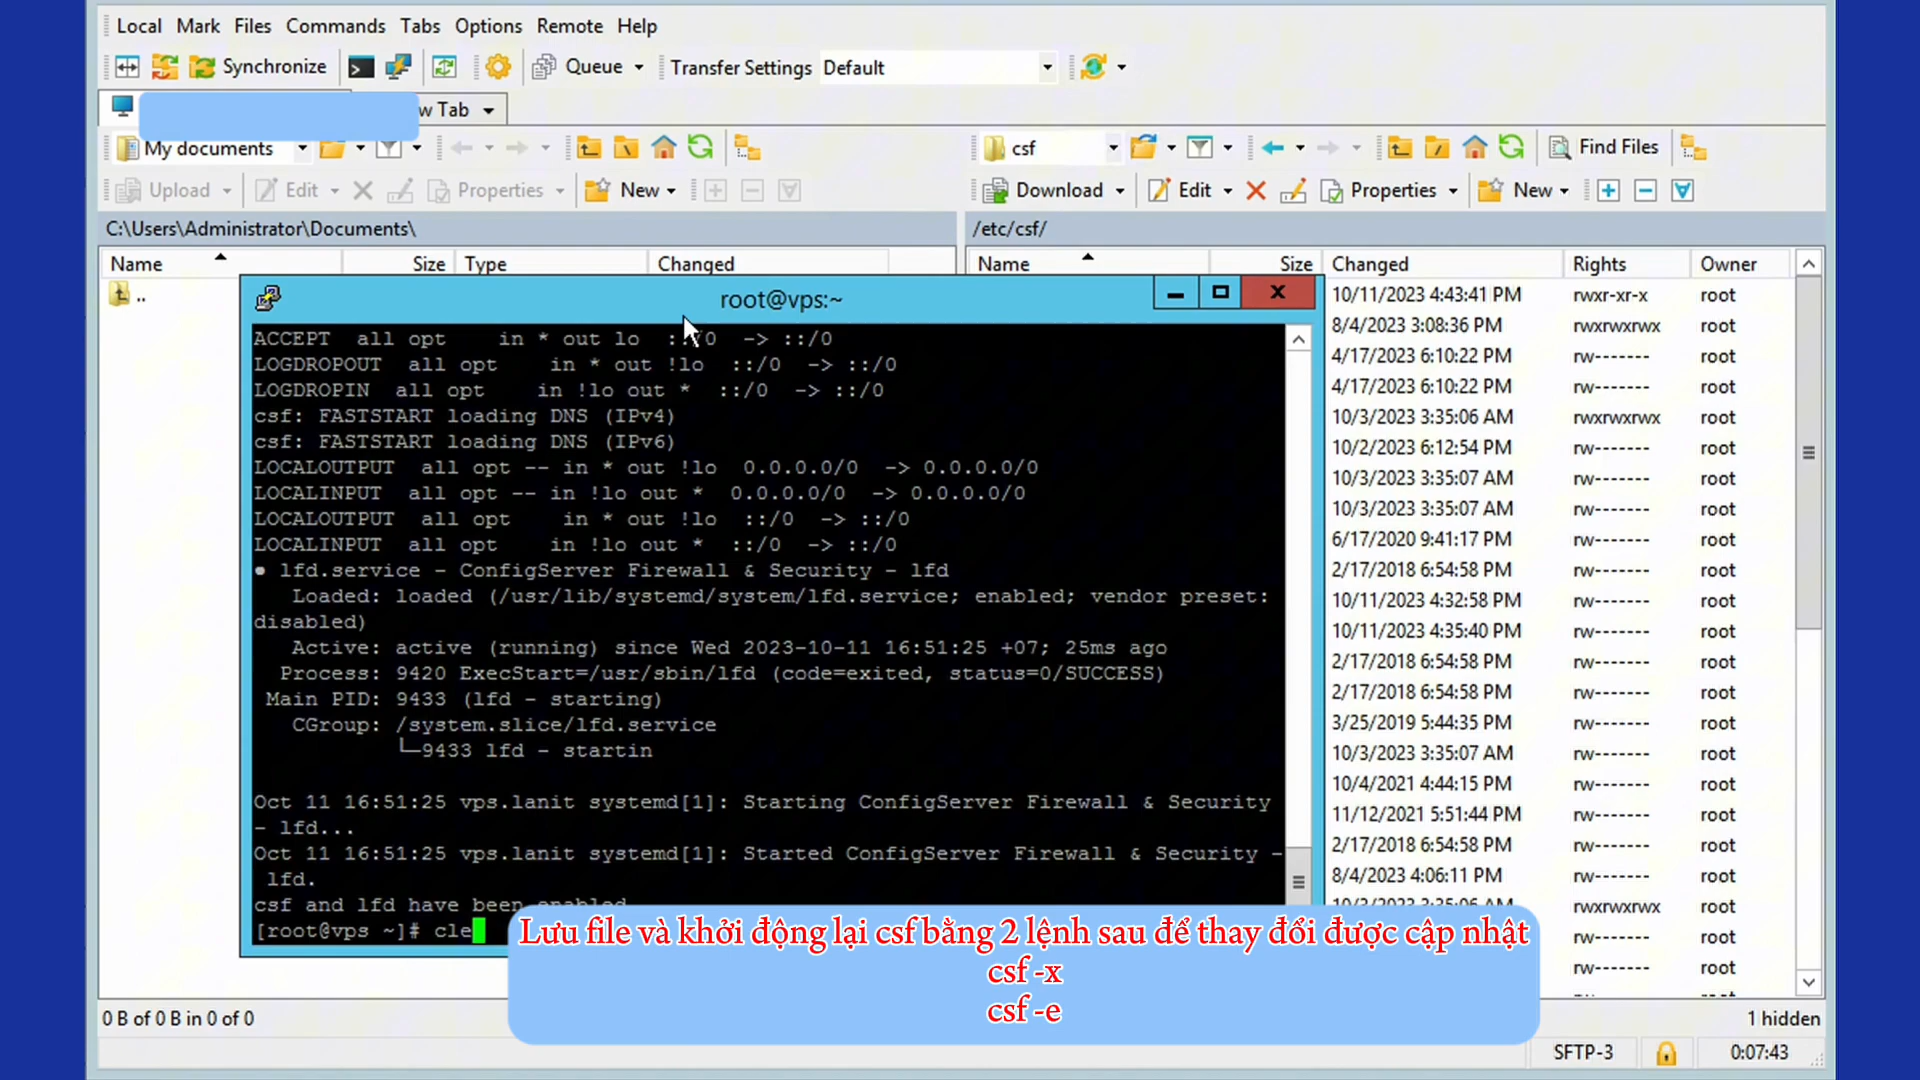 Local Mark Files Commands Tabs Options Remote Help
Synchronize Queue Transfer Settings Default
w Tab
My documents csf Find Files
Upload Edit Properties New Download Edit Properties New
C:\Users\Administrator\Documents\ /etc/csf/
Name Size Type Changed Name Size Changed Rights Owner
..
root@vps:~
ACCEPT all opt in * out lo ::/0 -> ::/0
LOGDROPOUT all opt in * out !lo ::/0 -> ::/0
LOGDROPIN all opt in !lo out * ::/0 -> ::/0
csf: FASTSTART loading DNS (IPv4)
csf: FASTSTART loading DNS (IPv6)
LOCALOUTPUT all opt -- in * out !lo 0.0.0.0/0 -> 0.0.0.0/0
LOCALINPUT all opt -- in !lo out * 0.0.0.0/0 -> 0.0.0.0/0
LOCALOUTPUT all opt in * out !lo ::/0 -> ::/0
LOCALINPUT all opt in !lo out * ::/0 -> ::/0
● lfd.service - ConfigServer Firewall & Security - lfd
Loaded: loaded (/usr/lib/systemd/system/lfd.service; enabled; vendor preset:
disabled)
Active: active (running) since Wed 2023-10-11 16:51:25 +07; 25ms ago
Process: 9420 ExecStart=/usr/sbin/lfd (code=exited, status=0/SUCCESS)
Main PID: 9433 (lfd - starting)
CGroup: /system.slice/lfd.service
└─9433 lfd - startin
Oct 11 16:51:25 vps.lanit systemd[1]: Starting ConfigServer Firewall & Security
- lfd...
Oct 11 16:51:25 vps.lanit systemd[1]: Started ConfigServer Firewall & Security -
lfd.
csf and lfd have been enabled
[root@vps ~]# cle
10/11/2023 4:43:41 PM rwxr-xr-x root
8/4/2023 3:08:36 PM rwxrwxrwx root
4/17/2023 6:10:22 PM rw------- root
4/17/2023 6:10:22 PM rw------- root
10/3/2023 3:35:06 AM rwxrwxrwx root
10/2/2023 6:12:54 PM rw------- root
10/3/2023 3:35:07 AM rw------- root
10/3/2023 3:35:07 AM rw------- root
6/17/2020 9:41:17 PM rw------- root
2/17/2018 6:54:58 PM rw------- root
10/11/2023 4:32:58 PM rw------- root
10/11/2023 4:35:40 PM rw------- root
2/17/2018 6:54:58 PM rw------- root
2/17/2018 6:54:58 PM rw------- root
3/25/2019 5:44:35 PM rw------- root
10/3/2023 3:35:07 AM rw------- root
10/4/2021 4:44:15 PM rw------- root
11/12/2021 5:51:44 PM rw------- root
2/17/2018 6:54:58 PM rw------- root
8/4/2023 4:06:11 PM rw------- root
10/3/2023 3:35:06 AM rwxrwxrwx root
rw------- root
rw------- root
Lưu file và khởi động lại csf bằng 2 lệnh sau để thay đổi được cập nhật
csf -x
csf -e
0 B of 0 B in 0 of 0 1 hidden
SFTP-3 0:07:43